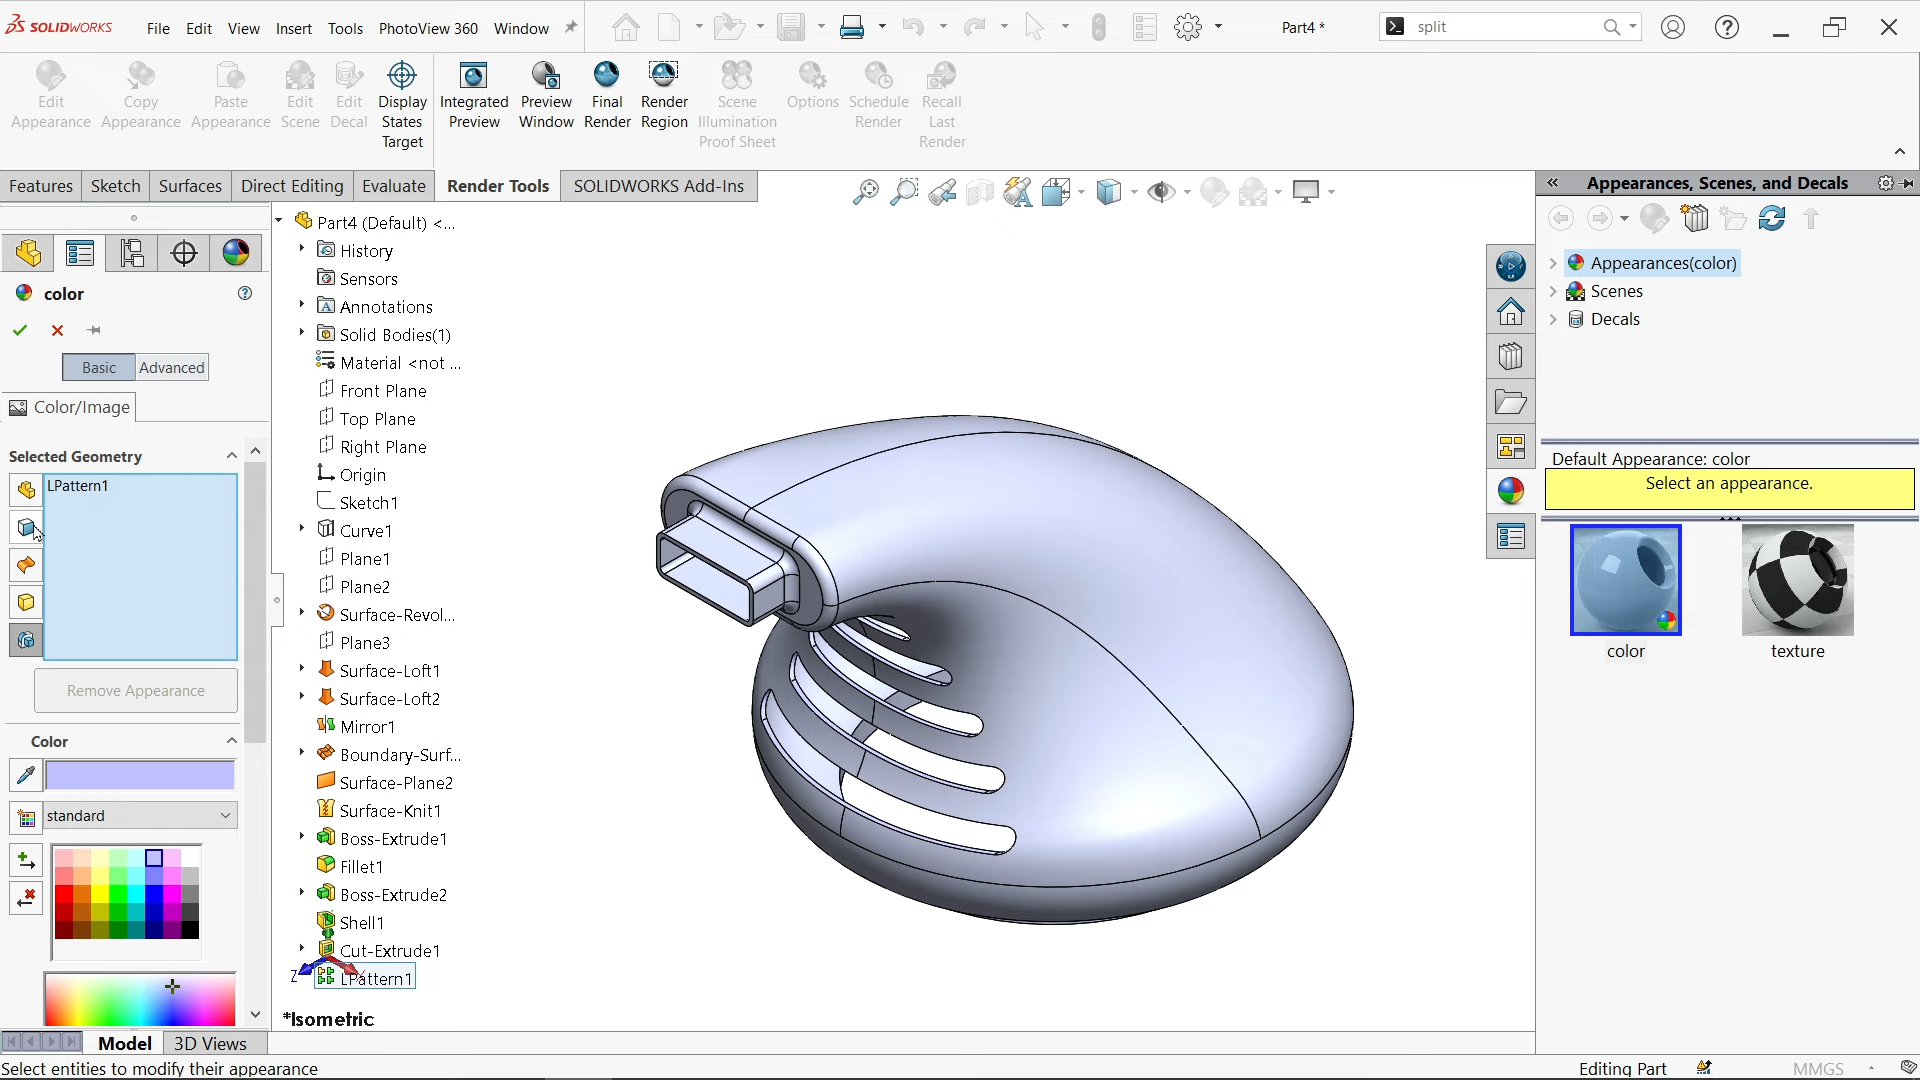 SOLIDWORKS File Edit View Insert Tools PhotoView 360 Window Part4 * split
Edit Appearance
Copy Appearance
Paste Appearance
Edit Scene
Edit Decal
Display States Target
Integrated Preview
Preview Window
Final Render
Render Region
Scene Illumination Proof Sheet
Options
Schedule Render
Recall Last Render
Features Sketch Surfaces Direct Editing Evaluate Render Tools SOLIDWORKS Add-Ins
color
Basic Advanced
Color/Image
Selected Geometry
LPattern1
Remove Appearance
Color
standard
Part4 (Default) <...
History
Sensors
Annotations
Solid Bodies(1)
Material <not ...
Front Plane
Top Plane
Right Plane
Origin
Sketch1
Curve1
Plane1
Plane2
Surface-Revol...
Plane3
Surface-Loft1
Surface-Loft2
Mirror1
Boundary-Surf...
Surface-Plane2
Surface-Knit1
Boss-Extrude1
Fillet1
Boss-Extrude2
Shell1
Cut-Extrude1
Z
LPattern1
*Isometric
Appearances, Scenes, and Decals
Appearances(color)
Scenes
Decals
Default Appearance: color
Select an appearance.
color
texture
Model 3D Views
Select entities to modify their appearance
Editing Part
MMGS